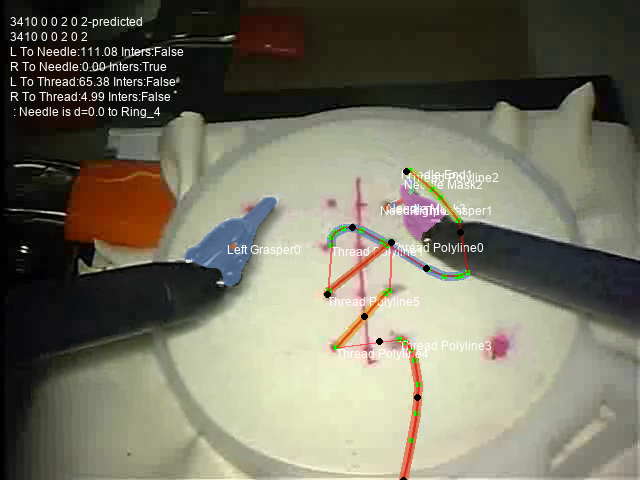 3410 0 0 2 0 2-predicted
3410 0 0 2 0 2
L To Needle:111.08 Inters:False
R To Needle:0.00 Inters:True
L To Thread:65.38 Inters:False
R To Thread:4.99 Inters:False
: Needle is d=0.0 to Ring_4
Polyline2
Needle Mask2
Left Grasper0
Thread Polyline0
Thread Polyline5
Thread Polyline3
Thread Polyline4